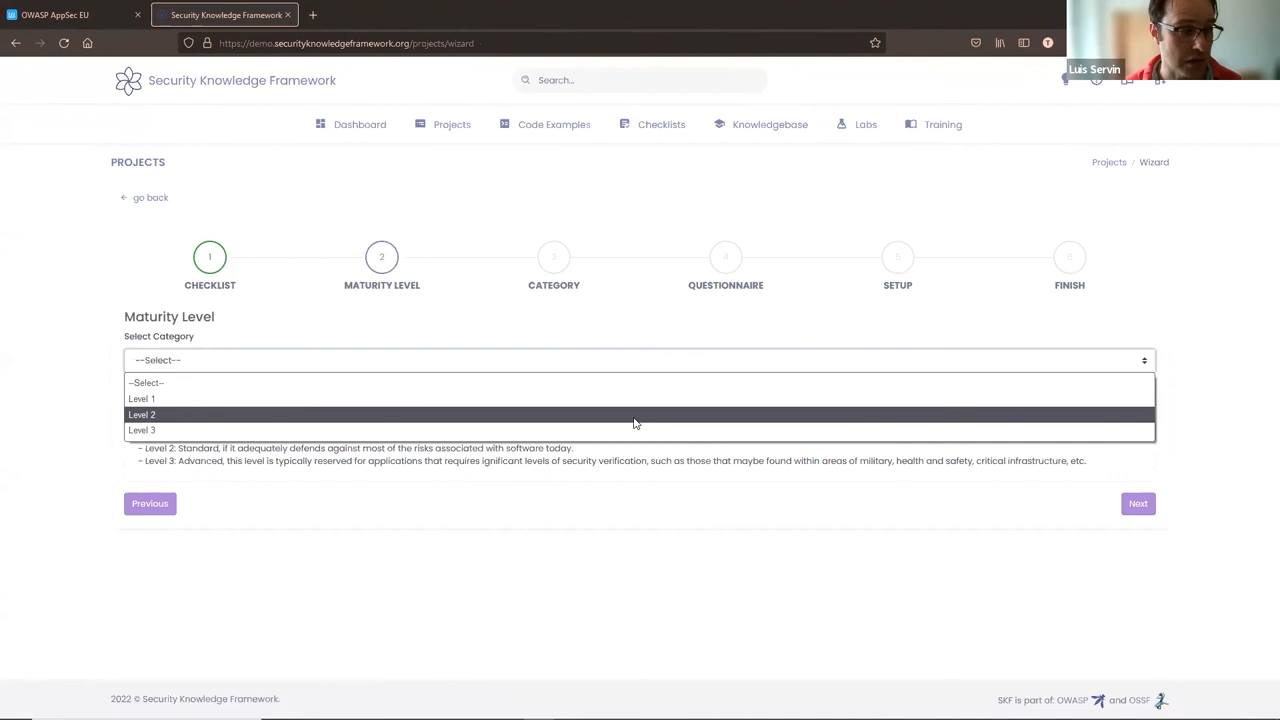 OWASP AppSec EU
Security Knowledge Framework
https://demo.securityknowledgeframework.org/projects/wizard
T
Luis Servin
Security Knowledge Framework
Search...
Dashboard
Projects
Code Examples
Checklists
Knowledgebase
Labs
Training
PROJECTS
Projects / Wizard
go back
1
2
3
4
5
6
CHECKLIST
MATURITY LEVEL
CATEGORY
QUESTIONNAIRE
SETUP
FINISH
Maturity Level
Select Category
--Select--
--Select--
Level 1
Level 2
Level 3
- Level 2: Standard, if it adequately defends against most of the risks associated with software today.
- Level 3: Advanced, this level is typically reserved for applications that requires ignificant levels of security verification, such as those that maybe found within areas of military, health and safety, critical infrastructure, etc.
Previous
Next
2022 © Security Knowledge Framework.
SKF is part of: OWASP and OSSF